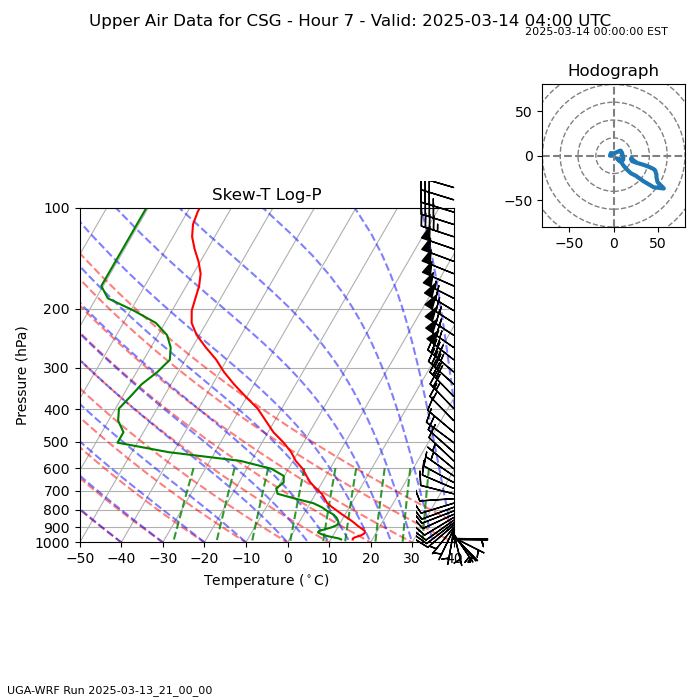 Upper Air Data for CSG - Hour 7 - Valid: 2025-03-14 04:00 UTC
2025-03-14 00:00:00 EST
Hodograph
50
0
−50
−50 0 50
Skew-T Log-P
100
200
300
400
500
600
700
800
900
1000
Pressure (hPa)
−50 −40 −30 −20 −10 0 10 20 30 40
Temperature (°C)
UGA-WRF Run 2025-03-13_21_00_00